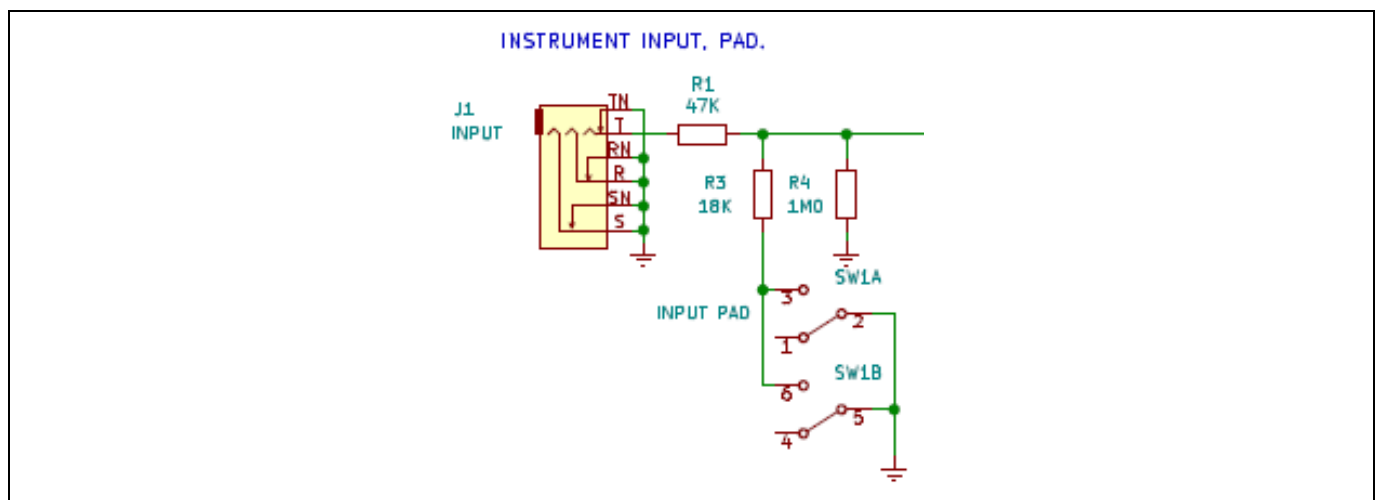 INSTRUMENT INPUT, PAD.
R1
47K
J1
INPUT
TN
T
RN
R
SN
S
R3
18K
R4
1M0
SW1A
3
2
1
INPUT PAD
SW1B
6
5
4